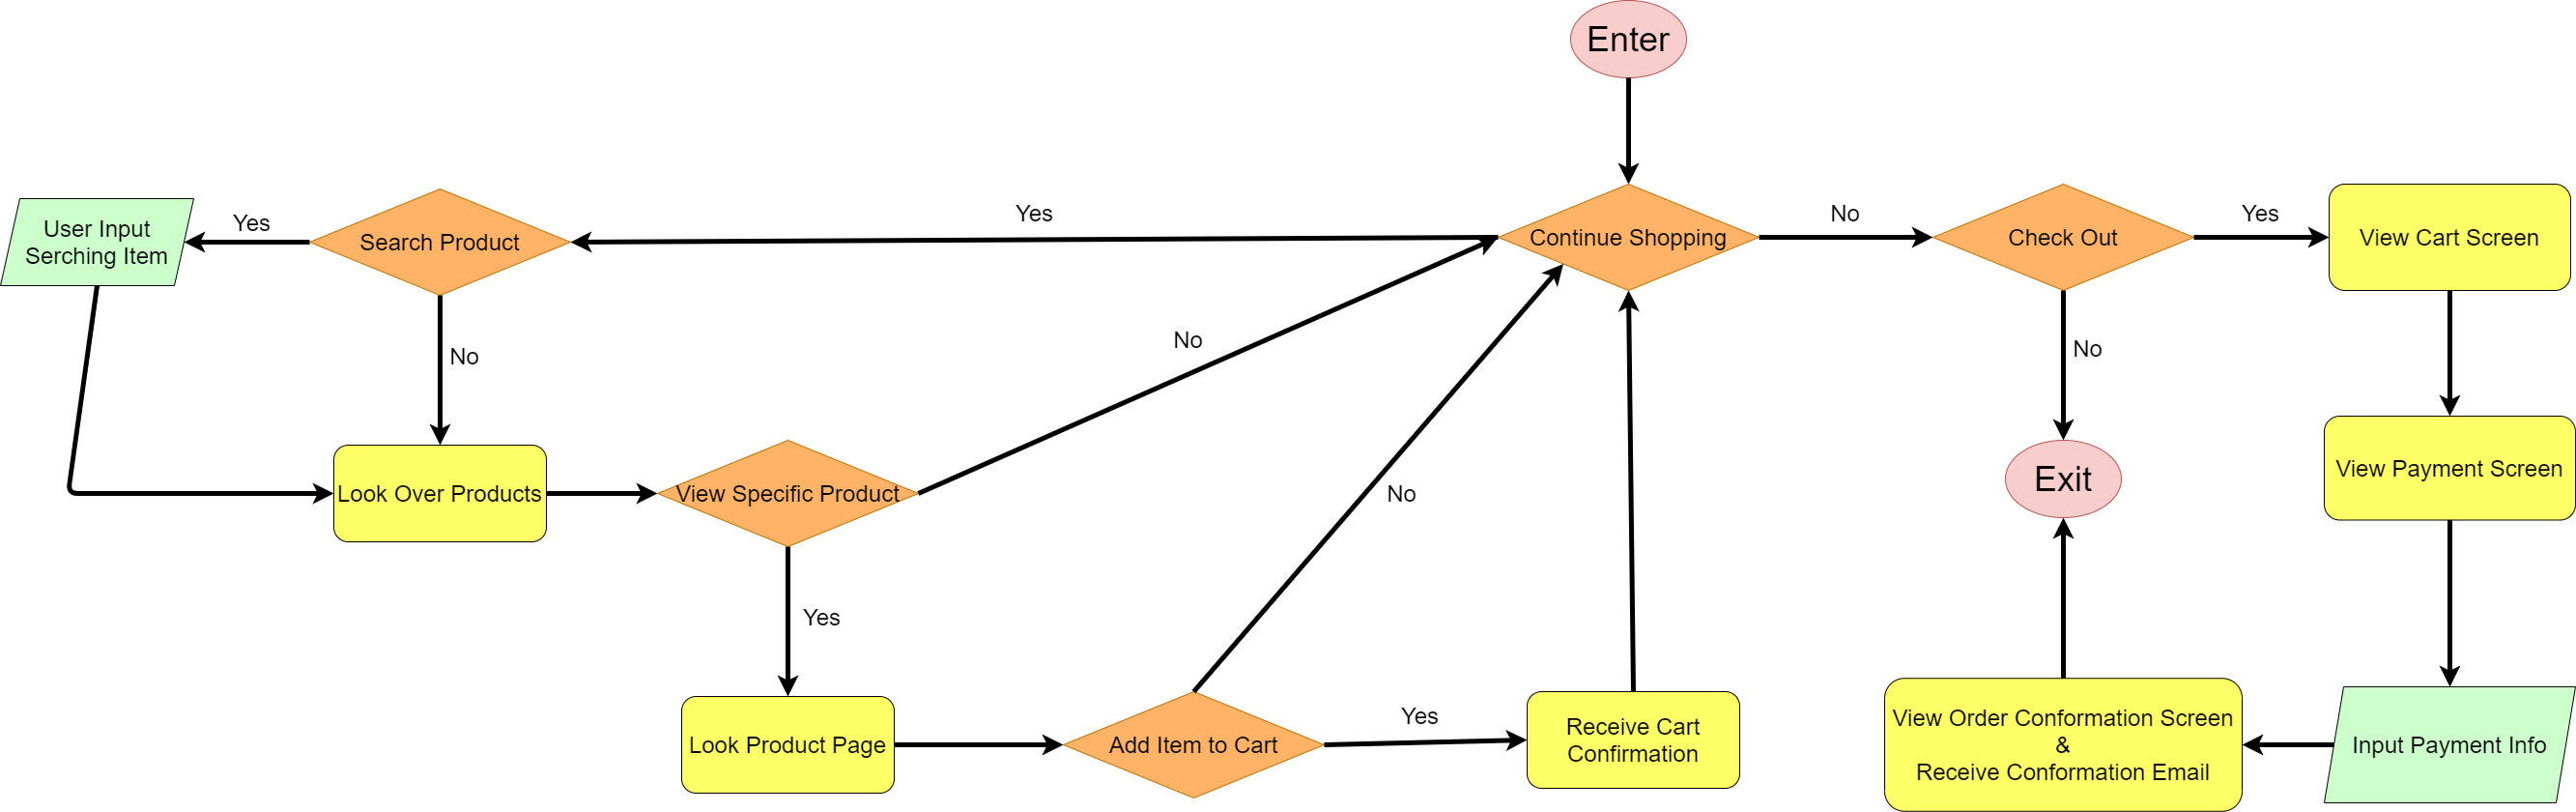 Enter
Yes
No
Yes
User Input
Serching Item
Yes
Search Product
Continue Shopping
Check Out
View Cart Screen
No
No
No
Look Over Products
View Specific Product
No
Exit
View Payment Screen
Yes
Look Product Page
Add Item to Cart
Yes
Receive Cart
Confirmation
View Order Conformation Screen
&
Receive Conformation Email
Input Payment Info